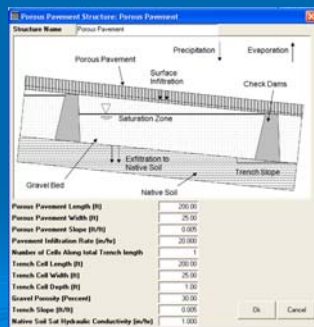 Porous Pavement Structure: Porous Pavement
Structure Name Porous Pavement
Precipitation Evaporation
Porous Pavement
Surface
Infiltration
Check Dams
Saturation Zone
Exfiltration to
Native Soil
Trench Slope
Gravel Bed
Native Soil
Porous Pavement Length (ft) 200.00
Porous Pavement Width (ft) 25.00
Porous Pavement Slope (ft/ft) 0.005
Pavement Infiltration Rate (in/hr) 20.000
Number of Cells Along total Trench length 1
Trench Cell Length (ft) 200.00
Trench Cell Width (ft) 25.00
Trench Cell Depth (ft) 1.00
Gravel Porosity (Percent) 30.00
Trench Slope (ft/ft) 0.005
Native Soil Sat Hydraulic Conductivity (in/hr) 1.000
Ok Cancel